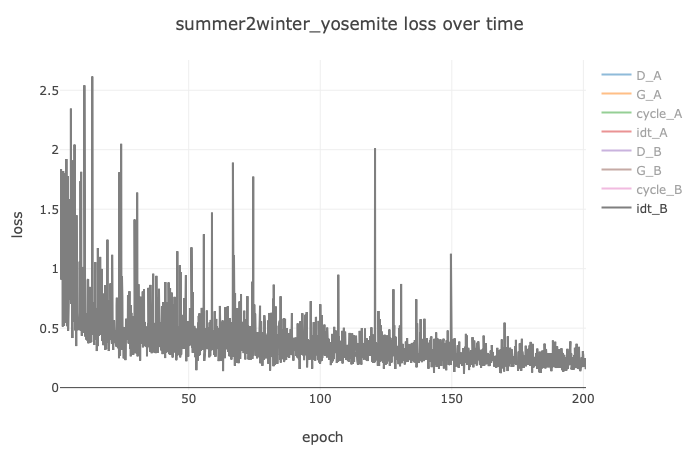 summer2winter_yosemite loss over time
2.5
2
1.5
1
0.5
0
50
100
150
200
loss
epoch
D_A
G_A
cycle_A
idt_A
D_B
G_B
cycle_B
idt_B